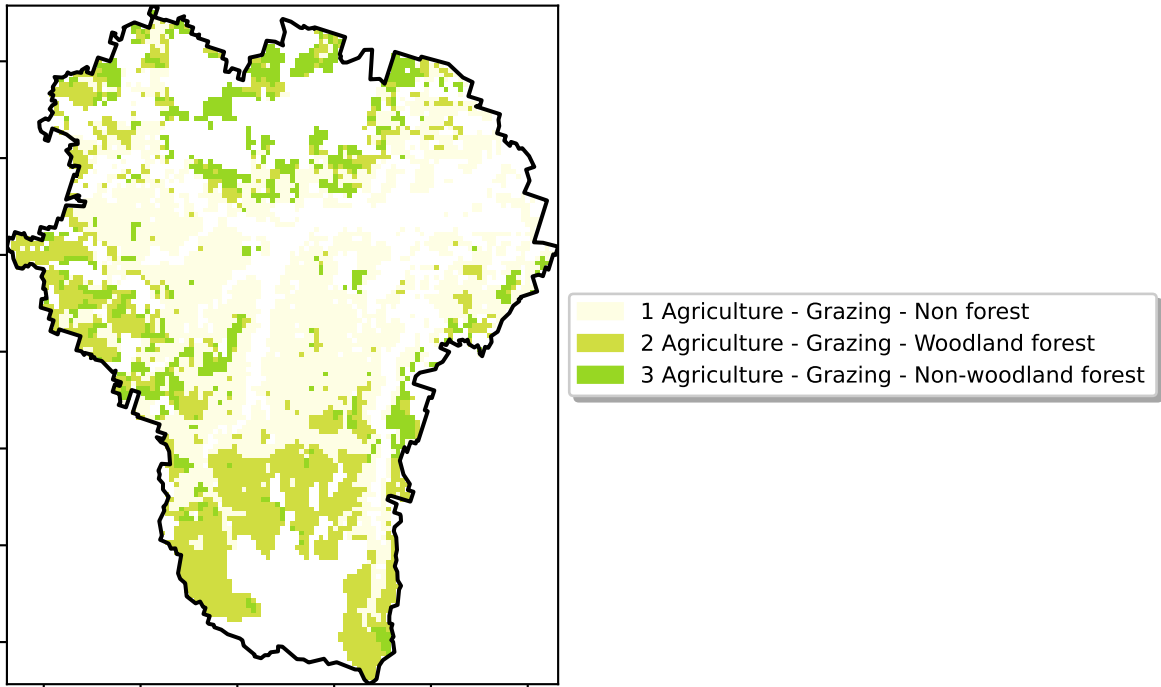 1 Agriculture - Grazing - Non forest
2 Agriculture - Grazing - Woodland forest
3 Agriculture - Grazing - Non-woodland forest